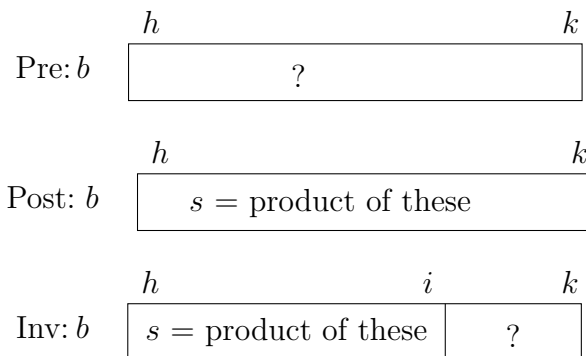 h k
Pre: b ?
h k
Post: b s = product of these
h i k
Inv: b s = product of these ?